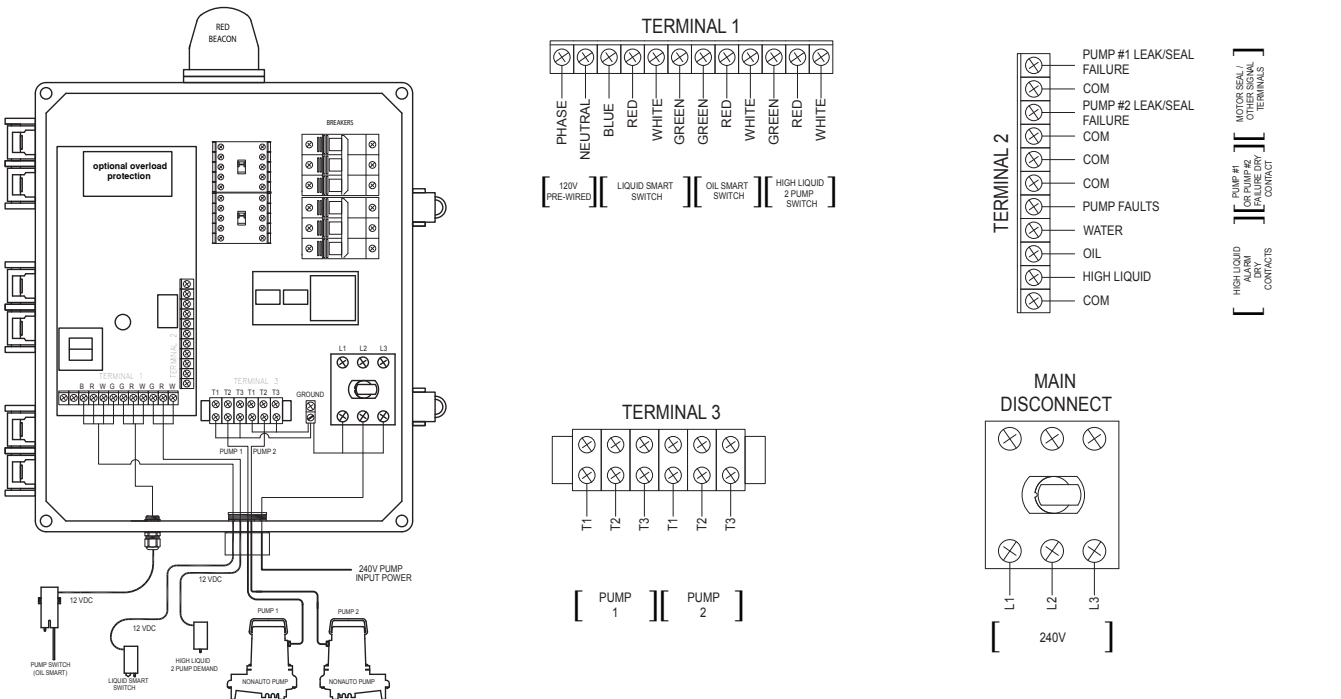 RED
BEACON
BREAKERS
optional overload
protection
TERMINAL 2
L1 L2 L3
TERMINAL 1
B R W G G R W G R W
TERMINAL 3
T1 T2 T3 T1 T2 T3
GROUND
PUMP 1 PUMP 2
240V PUMP
INPUT POWER
12 VDC
12 VDC
12 VDC
PUMP 1
PUMP 2
PUMP SWITCH
(OIL SMART)
LIQUID SMART
SWITCH
HIGH LIQUID
2 PUMP DEMAND
NONAUTO PUMP
NONAUTO PUMP
TERMINAL 1
PHASE
NEUTRAL
BLUE
RED
WHITE
GREEN
GREEN
RED
WHITE
GREEN
RED
WHITE
[ 120V
PRE-WIRED ]
[ LIQUID SMART
SWITCH ]
[ OIL SMART
SWITCH ]
[ HIGH LIQUID
2 PUMP
SWITCH ]
TERMINAL 3
T1
T2
T3
T1
T2
T3
[ PUMP
1 ]
[ PUMP
2 ]
TERMINAL 2
PUMP #1 LEAK/SEAL
FAILURE
COM
PUMP #2 LEAK/SEAL
FAILURE
COM
COM
COM
PUMP FAULTS
WATER
OIL
HIGH LIQUID
COM
[ MOTOR SEAL /
OTHER SIGNAL
TERMINALS ]
[ PUMP #1
OR PUMP #2
FAILURE DRY
CONTACT ]
[ HIGH LIQUID
ALARM
DRY
CONTACTS ]
MAIN
DISCONNECT
L1
L2
L3
[ 240V ]